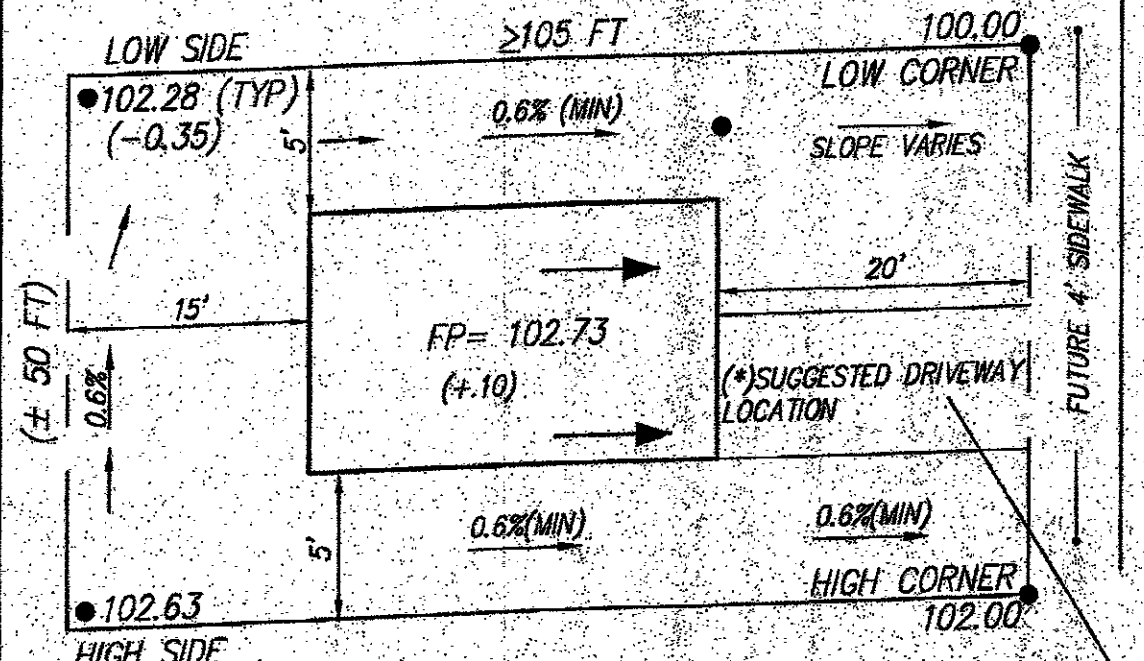 LOW SIDE
≥105 FT
100.00
LOW CORNER
102.28 (TYP)
(-0.35)
5'
0.6% (MIN)
SLOPE VARIES
FUTURE 4' SIDEWALK
(± 50 FT)
0.6%
15'
20'
FP= 102.73
(+.10)
(*)SUGGESTED DRIVEWAY
LOCATION
5'
0.6%(MIN)
0.6%(MIN)
HIGH CORNER
102.00
102.63
HIGH SIDE